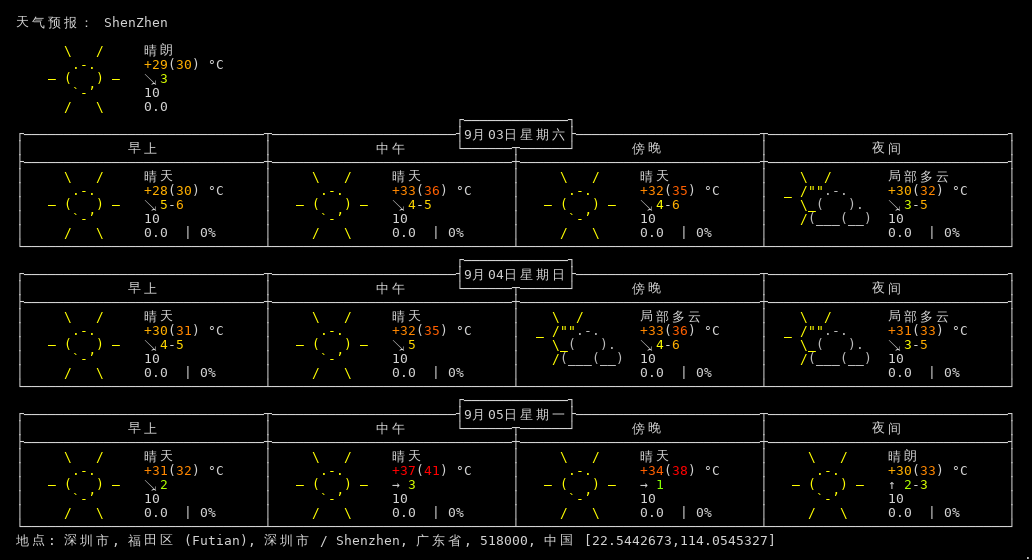 天气预报： ShenZhen
晴朗
+29(30) °C
↘3
10
0.0
9月03日星期六
早上 中午 傍晚 夜间
晴天 晴天 晴天 局部多云
+28(30) °C +33(36) °C +32(35) °C +30(32) °C
↘5-6 ↘4-5 ↘4-6 ↘3-5
10 10 10 10
0.0 | 0% 0.0 | 0% 0.0 | 0% 0.0 | 0%
9月04日星期日
早上 中午 傍晚 夜间
晴天 晴天 局部多云 局部多云
+30(31) °C +32(35) °C +33(36) °C +31(33) °C
↘4-5 ↘5 ↘4-6 ↘3-5
10 10 10 10
0.0 | 0% 0.0 | 0% 0.0 | 0% 0.0 | 0%
9月05日星期一
早上 中午 傍晚 夜间
晴天 晴天 晴天 晴朗
+31(32) °C +37(41) °C +34(38) °C +30(33) °C
↘2 → 3 → 1 ↑ 2-3
10 10 10 10
0.0 | 0% 0.0 | 0% 0.0 | 0% 0.0 | 0%
地点: 深圳市, 福田区 (Futian), 深圳市 / Shenzhen, 广东省, 518000, 中国 [22.5442673,114.0545327]